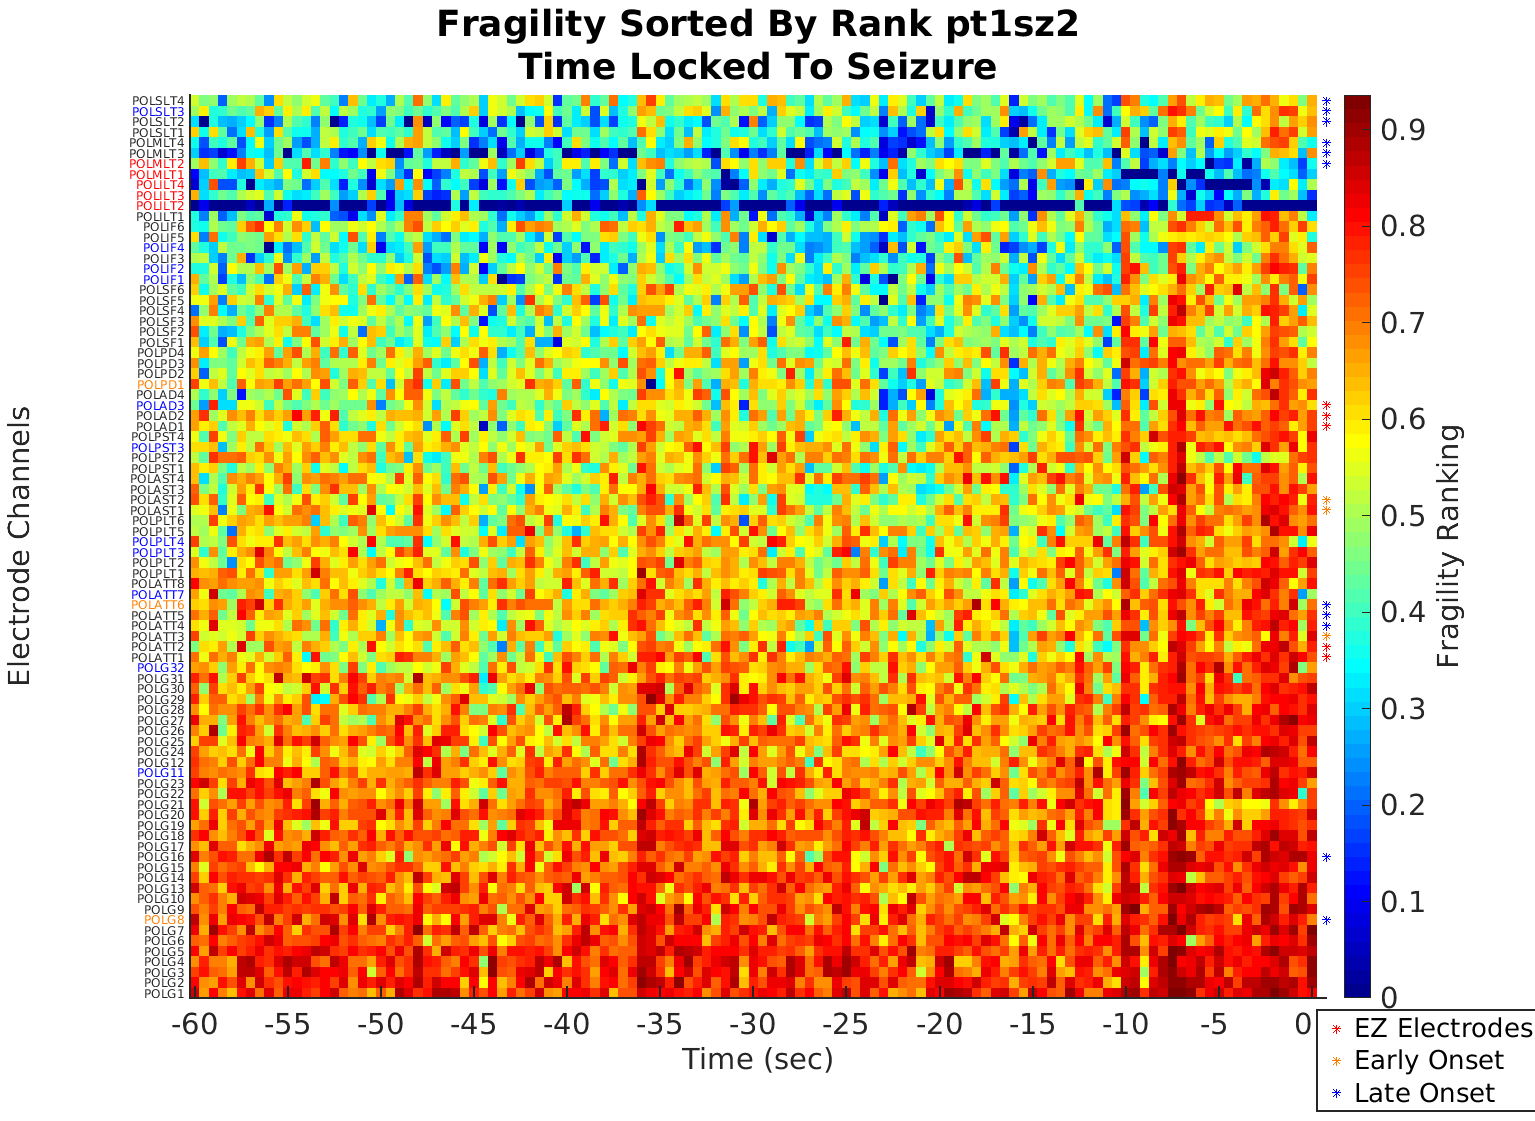 Fragility Sorted By Rank pt1sz2
Time Locked To Seizure
Electrode Channels
POLSLT4
POLSLT3
POLSLT2
POLSLT1
POLMLT4
POLMLT3
POLMLT2
POLMLT1
POLILT4
POLILT3
POLILT2
POLILT1
POLIF6
POLIF5
POLIF4
POLIF3
POLIF2
POLIF1
POLSF6
POLSF5
POLSF4
POLSF3
POLSF2
POLSF1
POLPD4
POLPD3
POLPD2
POLPD1
POLAD4
POLAD3
POLAD2
POLAD1
POLPST4
POLPST3
POLPST2
POLPST1
POLAST4
POLAST3
POLAST2
POLAST1
POLPLT6
POLPLT5
POLPLT4
POLPLT3
POLPLT2
POLPLT1
POLATT8
POLATT7
POLATT6
POLATT5
POLATT4
POLATT3
POLATT2
POLATT1
POLG32
POLG31
POLG30
POLG29
POLG28
POLG27
POLG26
POLG25
POLG24
POLG12
POLG11
POLG23
POLG22
POLG21
POLG20
POLG19
POLG18
POLG17
POLG16
POLG15
POLG14
POLG13
POLG10
POLG9
POLG8
POLG7
POLG6
POLG5
POLG4
POLG3
POLG2
POLG1
-60 -55 -50 -45 -40 -35 -30 -25 -20 -15 -10 -5 0
Time (sec)
0.9
0.8
0.7
0.6
0.5
0.4
0.3
0.2
0.1
0
Fragility Ranking
EZ Electrodes
Early Onset
Late Onset